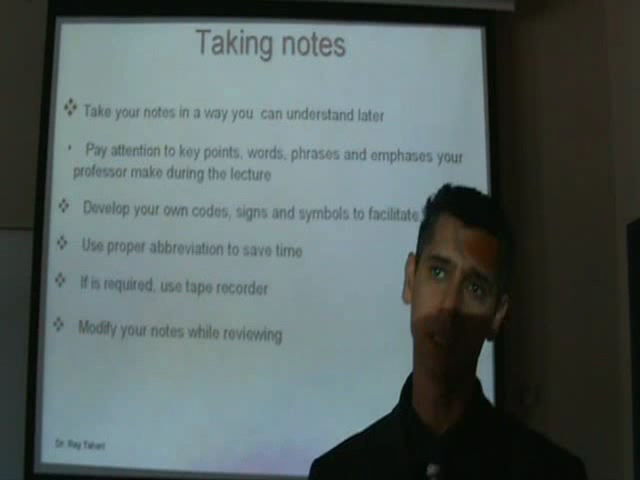 Taking notes
Take your notes in a way you can understand later
Pay attention to key points, words, phrases and emphases your
professor make during the lecture
Develop your own codes, signs and symbols to facilitate
Use proper abbreviation to save time
If is required, use tape recorder
Modify your notes while reviewing
Dr. Ray